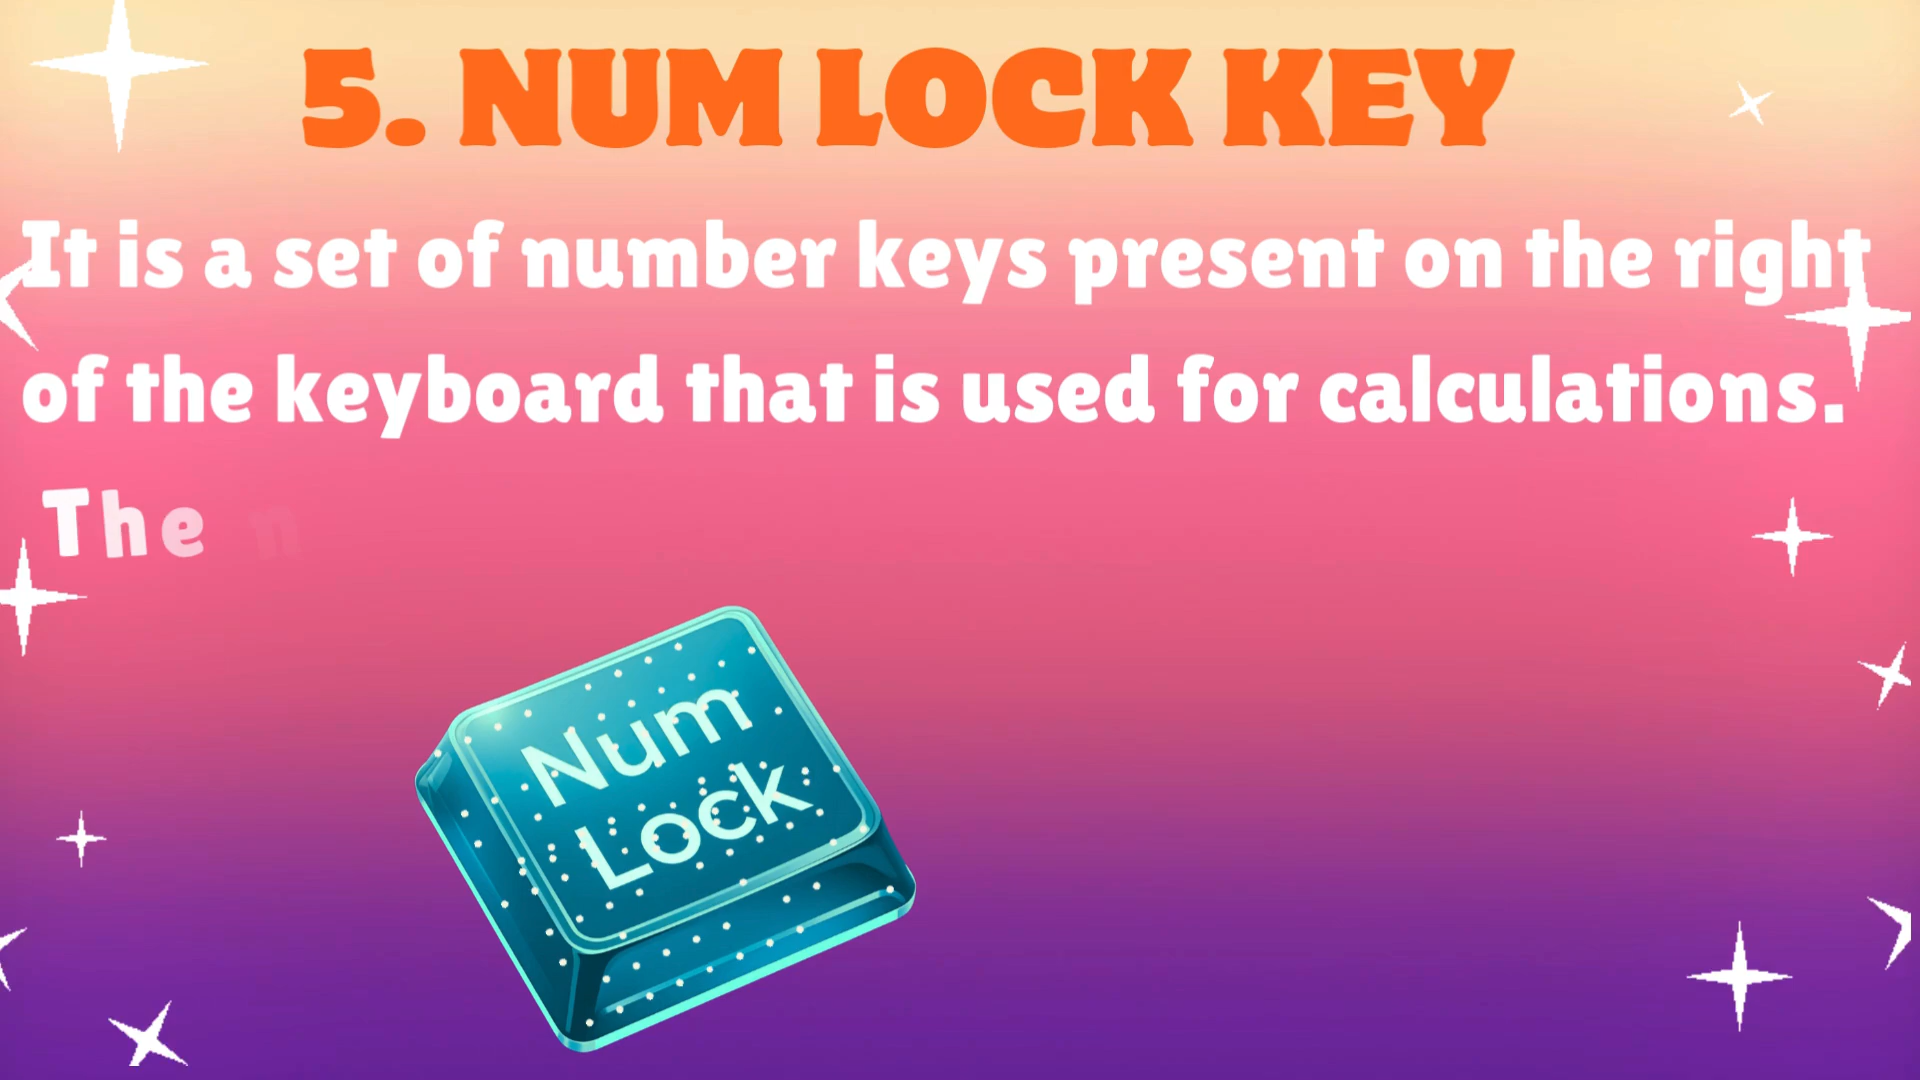 5. NUM LOCK KEY
It is a set of number keys present on the right
of the keyboard that is used for calculations.
The n
Num
Lock